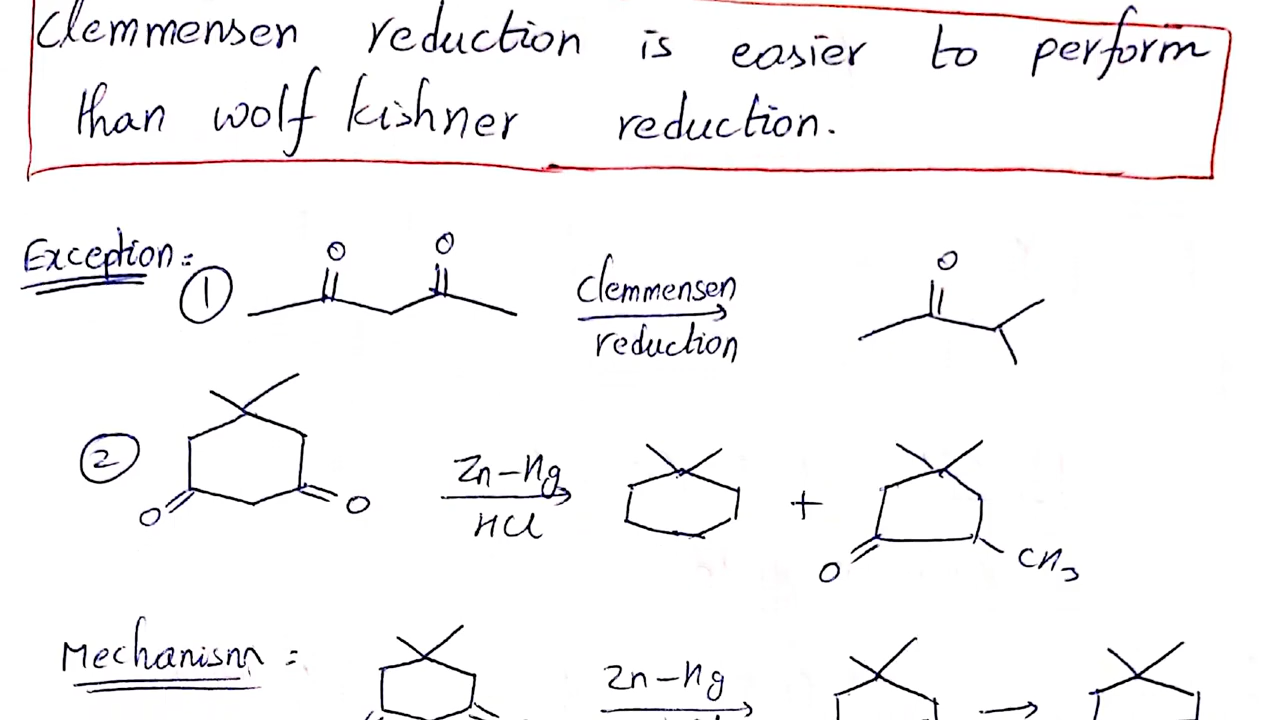 Clemmensen reduction is easier to perform
than wolf kishner reduction.
Exception:
1
O O
Clemmensen
reduction
O
2
O O
Zn-Hg
HCl
+
O
CH3
Mechanism:
Zn-Hg